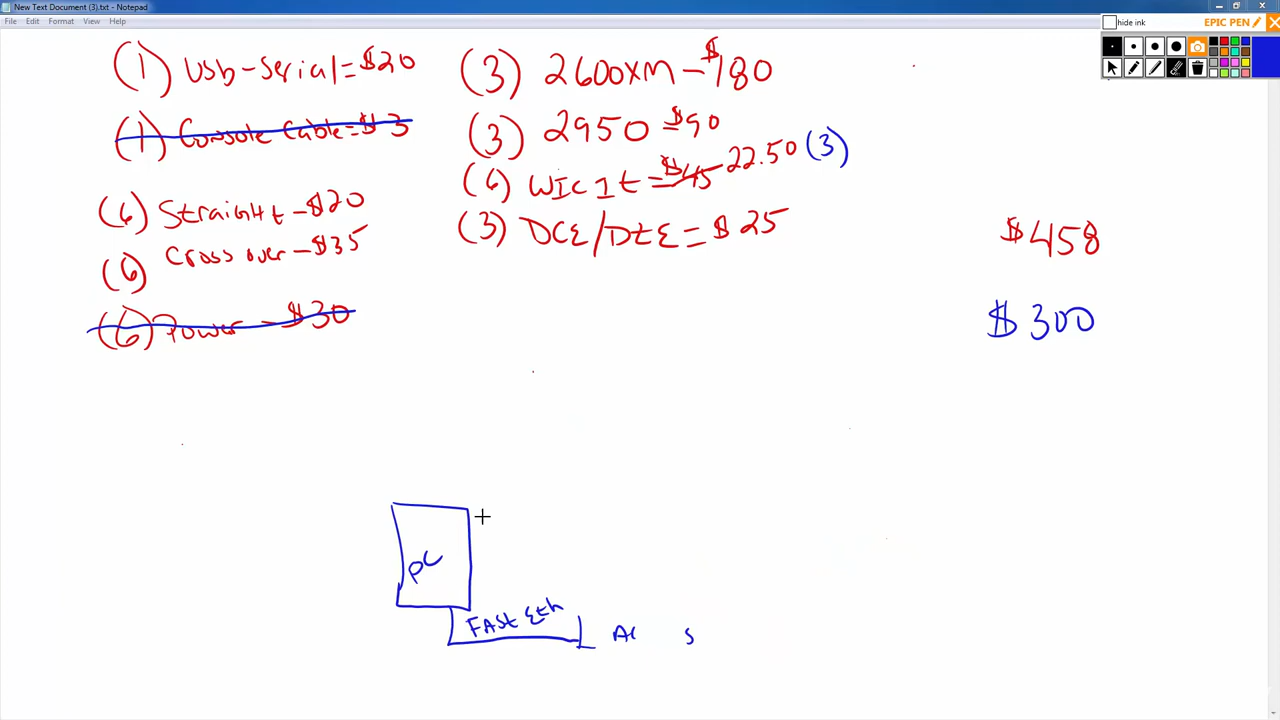 New Text Document (3).txt - Notepad
File Edit Format View Help
hide ink
EPIC PEN
(1) Usb-Serial = $20
(1) Console Cable = $3
(6) Straight - $20
(6) Cross over - $35
(6) Power - $30
(3) 2600xm - $180
(3) 2950 = $90
(6) WIC 1t = $45 22.50 (3)
(3) DCE/DTE = $25
$458
$300
PC
FAST Eth
s